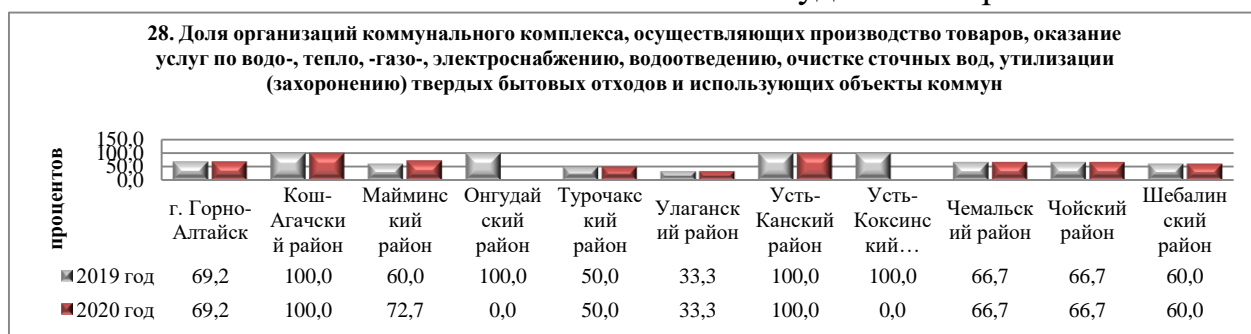 28. Доля организаций коммунального комплекса, осуществляющих производство товаров, оказание
услуг по водо-, тепло, -газо-, электроснабжению, водоотведению, очистке сточных вод, утилизации
(захоронению) твердых бытовых отходов и использующих объекты коммун
процентов
150,0
100,0
50,0
0,0
г. Горно-
Алтайск
Кош-
Агачски
й район
Майминс
кий
район
Онгудай
ский
район
Турочакс
кий
район
Улаганск
ий район
Усть-
Канский
район
Усть-
Коксинс
кий…
Чемальск
ий район
Чойский
район
Шебалин
ский
район
2019 год 69,2 100,0 60,0 100,0 50,0 33,3 100,0 100,0 66,7 66,7 60,0
2020 год 69,2 100,0 72,7 0,0 50,0 33,3 100,0 0,0 66,7 66,7 60,0